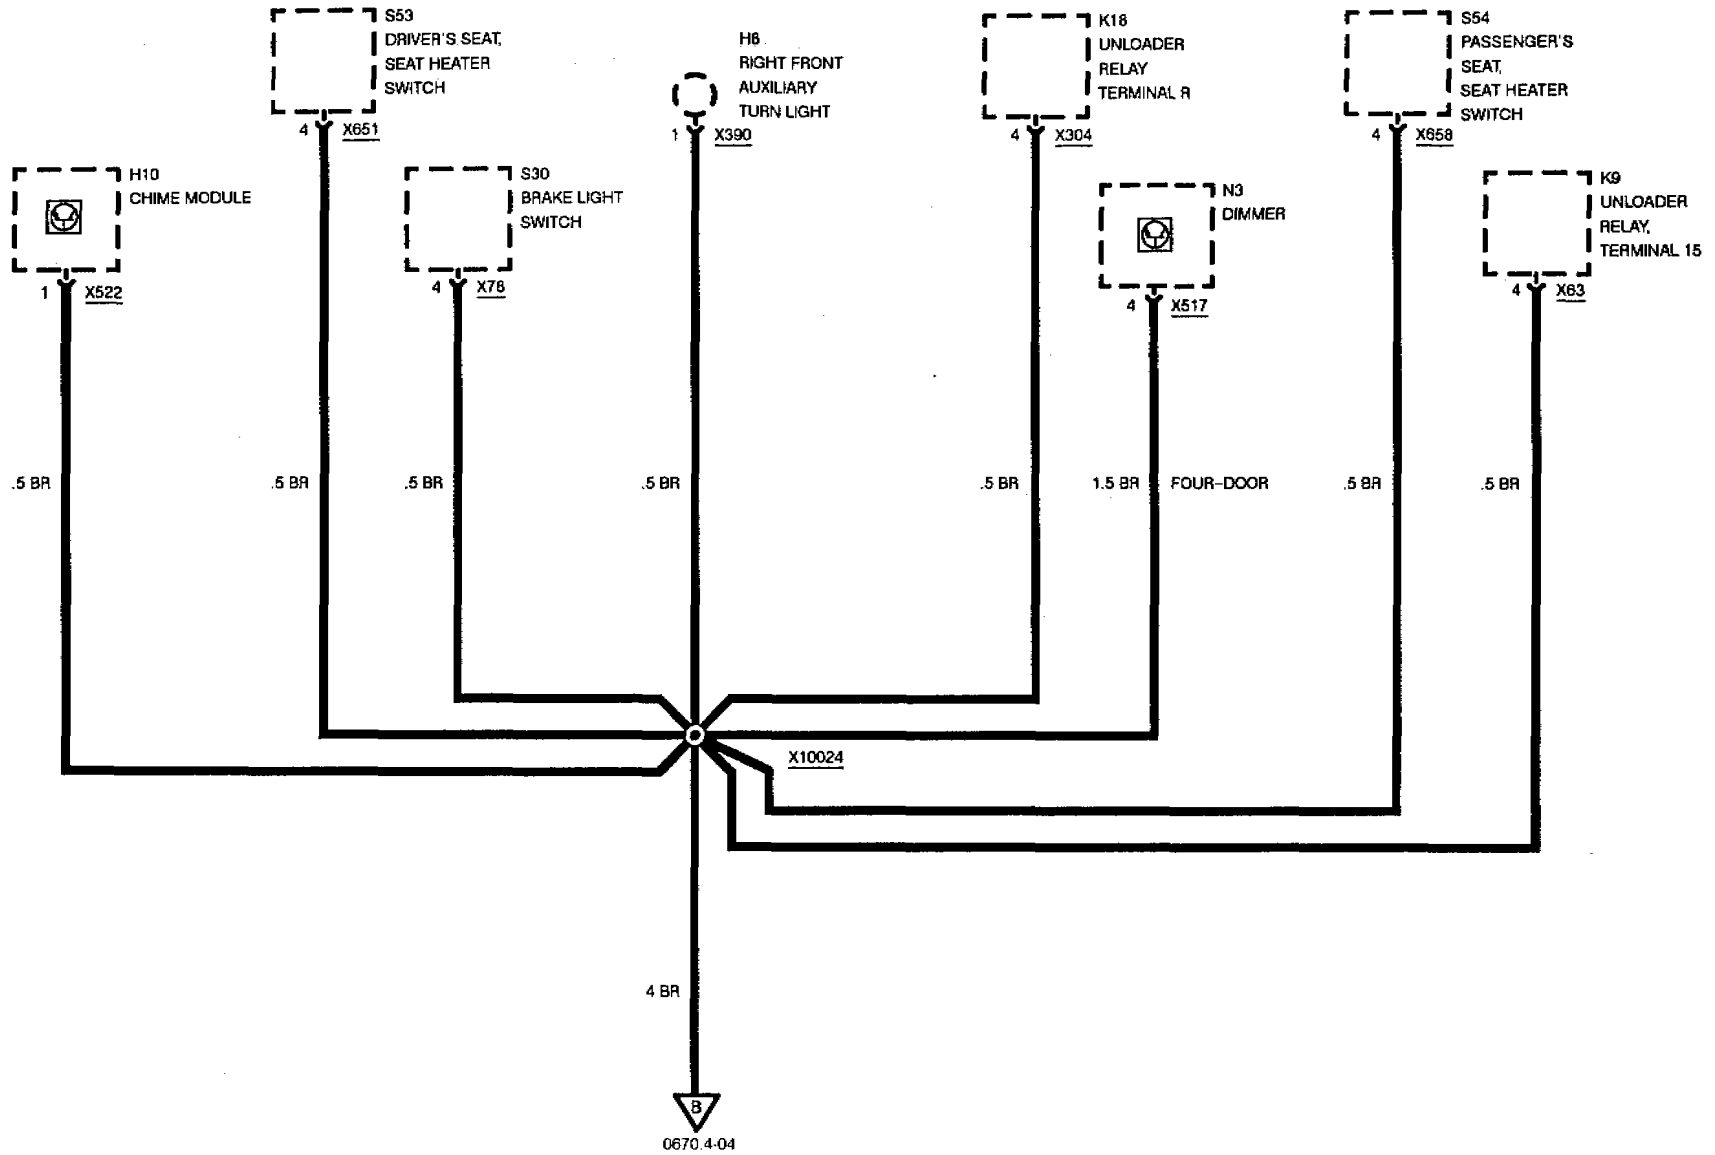 S53
DRIVER'S SEAT,
SEAT HEATER
SWITCH
4 X651
H6
RIGHT FRONT
AUXILIARY
TURN LIGHT
1 X390
K18
UNLOADER
RELAY
TERMINAL R
4 X304
S54
PASSENGER'S
SEAT,
SEAT HEATER
SWITCH
4 X658
H10
CHIME MODULE
1 X522
S30
BRAKE LIGHT
SWITCH
4 X76
N3
DIMMER
4 X517
K9
UNLOADER
RELAY,
TERMINAL 15
4 X63
.5 BR
.5 BR
.5 BR
.5 BR
.5 BR
1.5 BR FOUR-DOOR
.5 BR
.5 BR
X10024
4 BR
B
0670.4-04